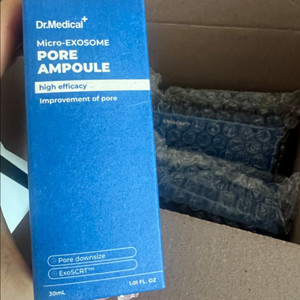 Dr.Medical+
Micro-EXOSOME
PORE
AMPOULE
high efficacy
Improvement of pore
Pore downsize
ExoSCRT™
30mL 1.01 FL. OZ